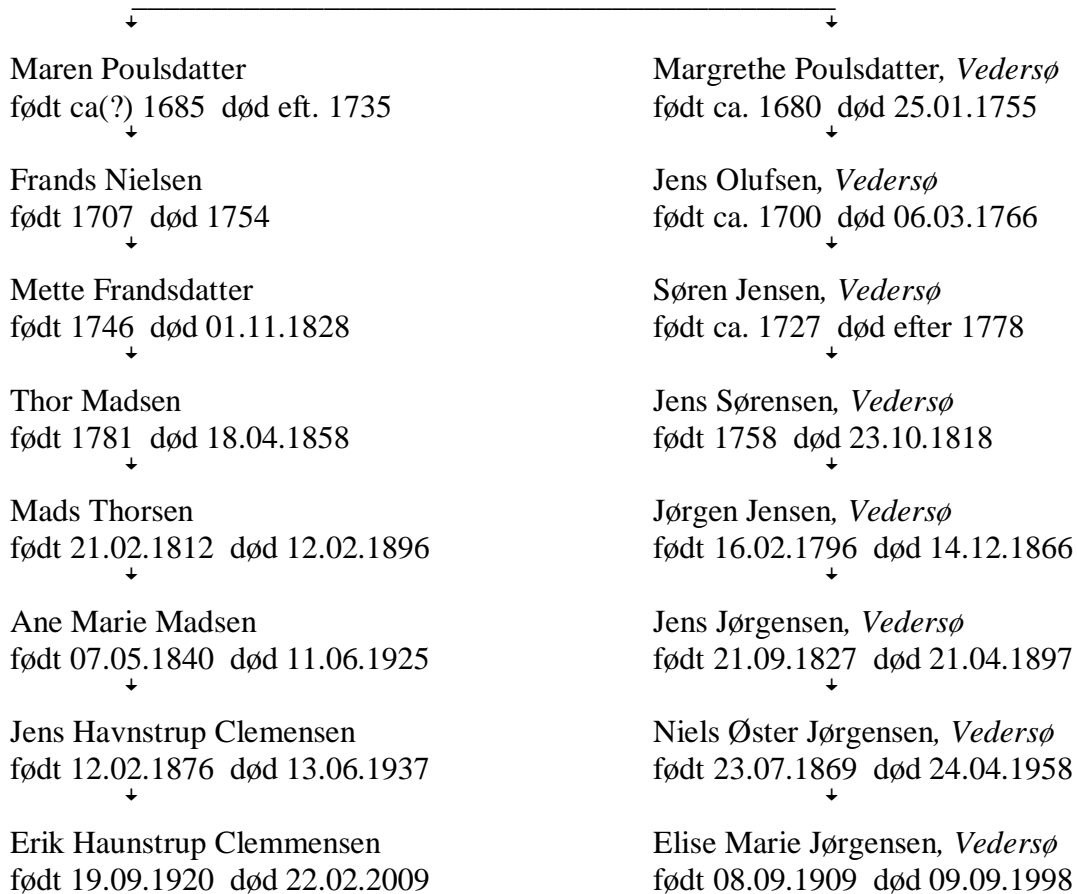 Maren Poulsdatter
født ca(?) 1685 død eft. 1735
Frands Nielsen
født 1707 død 1754
Mette Frandsdatter
født 1746 død 01.11.1828
Thor Madsen
født 1781 død 18.04.1858
Mads Thorsen
født 21.02.1812 død 12.02.1896
Ane Marie Madsen
født 07.05.1840 død 11.06.1925
Jens Havnstrup Clemensen
født 12.02.1876 død 13.06.1937
Erik Haunstrup Clemmensen
født 19.09.1920 død 22.02.2009
Margrethe Poulsdatter, Vedersø
født ca. 1680 død 25.01.1755
Jens Olufsen, Vedersø
født ca. 1700 død 06.03.1766
Søren Jensen, Vedersø
født ca. 1727 død efter 1778
Jens Sørensen, Vedersø
født 1758 død 23.10.1818
Jørgen Jensen, Vedersø
født 16.02.1796 død 14.12.1866
Jens Jørgensen, Vedersø
født 21.09.1827 død 21.04.1897
Niels Øster Jørgensen, Vedersø
født 23.07.1869 død 24.04.1958
Elise Marie Jørgensen, Vedersø
født 08.09.1909 død 09.09.1998